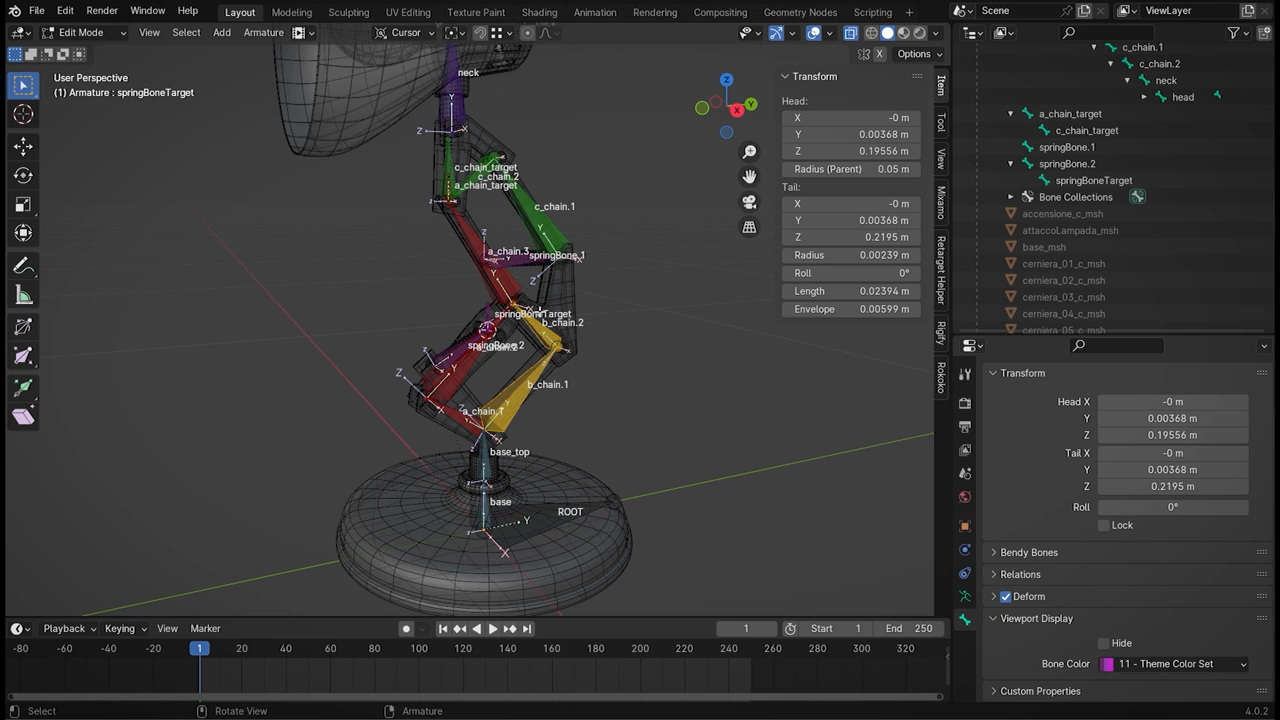 File Edit Render Window Help Layout Modeling Sculpting UV Editing Texture Paint Shading Animation Rendering Compositing Geometry Nodes Scripting + Scene ViewLayer
Edit Mode View Select Add Armature Cursor
X Options
User Perspective
(1) Armature : springBoneTarget
neck
Z
Y
X
c_chain_target
c_chain.2
a_chain_target
c_chain.1
a_chain.3
springBone.1
springBoneTarget
b_chain.2
springBone.2
b_chain.1
a_chain.1
base_top
base
ROOT
Y
X
Z
Y
X
Transform
Head:
X -0 m
Y 0.00368 m
Z 0.19556 m
Radius (Parent) 0.05 m
Tail:
X -0 m
Y 0.00368 m
Z 0.2195 m
Radius 0.00239 m
Roll 0°
Length 0.02394 m
Envelope 0.00599 m
Item
Tool
View
Mixamo
Retarget Helper
Rigify
Rokoko
c_chain.1
c_chain.2
neck
head
a_chain_target
c_chain_target
springBone.1
springBone.2
springBoneTarget
Bone Collections
accensione_c_msh
attaccoLampada_msh
base_msh
cerniera_01_c_msh
cerniera_02_c_msh
cerniera_03_c_msh
cerniera_04_c_msh
cerniera_05_c_msh
Transform
Head X -0 m
Y 0.00368 m
Z 0.19556 m
Tail X -0 m
Y 0.00368 m
Z 0.2195 m
Roll 0°
Lock
Bendy Bones
Relations
Deform
Viewport Display
Hide
Bone Color 11 - Theme Color Set
Custom Properties
Playback Keying View Marker 1 Start 1 End 250
-80 -60 -40 -20 1 20 40 60 80 100 120 140 160 180 200 220 240 260 280 300 320
Select Rotate View Armature 4.0.2